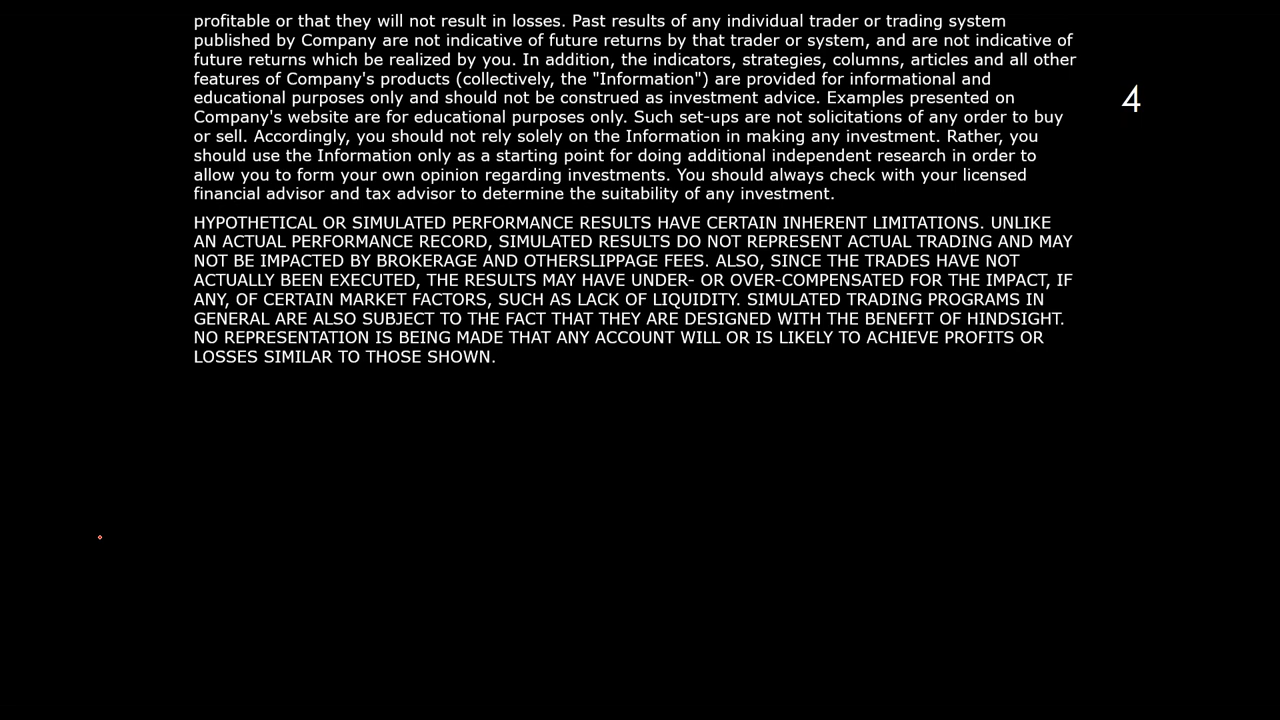 profitable or that they will not result in losses. Past results of any individual trader or trading system
published by Company are not indicative of future returns by that trader or system, and are not indicative of
future returns which be realized by you. In addition, the indicators, strategies, columns, articles and all other
features of Company's products (collectively, the "Information") are provided for informational and
educational purposes only and should not be construed as investment advice. Examples presented on
Company's website are for educational purposes only. Such set-ups are not solicitations of any order to buy
or sell. Accordingly, you should not rely solely on the Information in making any investment. Rather, you
should use the Information only as a starting point for doing additional independent research in order to
allow you to form your own opinion regarding investments. You should always check with your licensed
financial advisor and tax advisor to determine the suitability of any investment.
HYPOTHETICAL OR SIMULATED PERFORMANCE RESULTS HAVE CERTAIN INHERENT LIMITATIONS. UNLIKE
AN ACTUAL PERFORMANCE RECORD, SIMULATED RESULTS DO NOT REPRESENT ACTUAL TRADING AND MAY
NOT BE IMPACTED BY BROKERAGE AND OTHERSLIPPAGE FEES. ALSO, SINCE THE TRADES HAVE NOT
ACTUALLY BEEN EXECUTED, THE RESULTS MAY HAVE UNDER- OR OVER-COMPENSATED FOR THE IMPACT, IF
ANY, OF CERTAIN MARKET FACTORS, SUCH AS LACK OF LIQUIDITY. SIMULATED TRADING PROGRAMS IN
GENERAL ARE ALSO SUBJECT TO THE FACT THAT THEY ARE DESIGNED WITH THE BENEFIT OF HINDSIGHT.
NO REPRESENTATION IS BEING MADE THAT ANY ACCOUNT WILL OR IS LIKELY TO ACHIEVE PROFITS OR
LOSSES SIMILAR TO THOSE SHOWN.
4